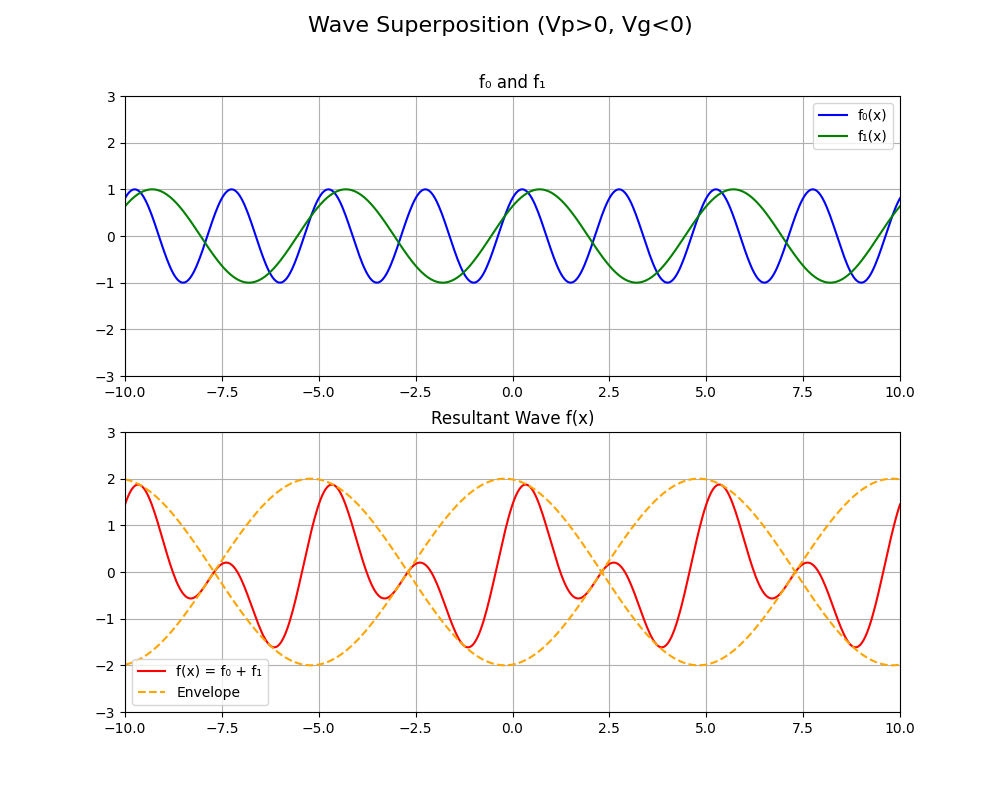 Wave Superposition (Vp>0, Vg<0)
f₀ and f₁
3
2
1
0
−1
−2
−3
f₀(x)
f₁(x)
−10.0 −7.5 −5.0 −2.5 0.0 2.5 5.0 7.5 10.0
Resultant Wave f(x)
3
2
1
0
−1
−2
−3
f(x) = f₀ + f₁
Envelope
−10.0 −7.5 −5.0 −2.5 0.0 2.5 5.0 7.5 10.0